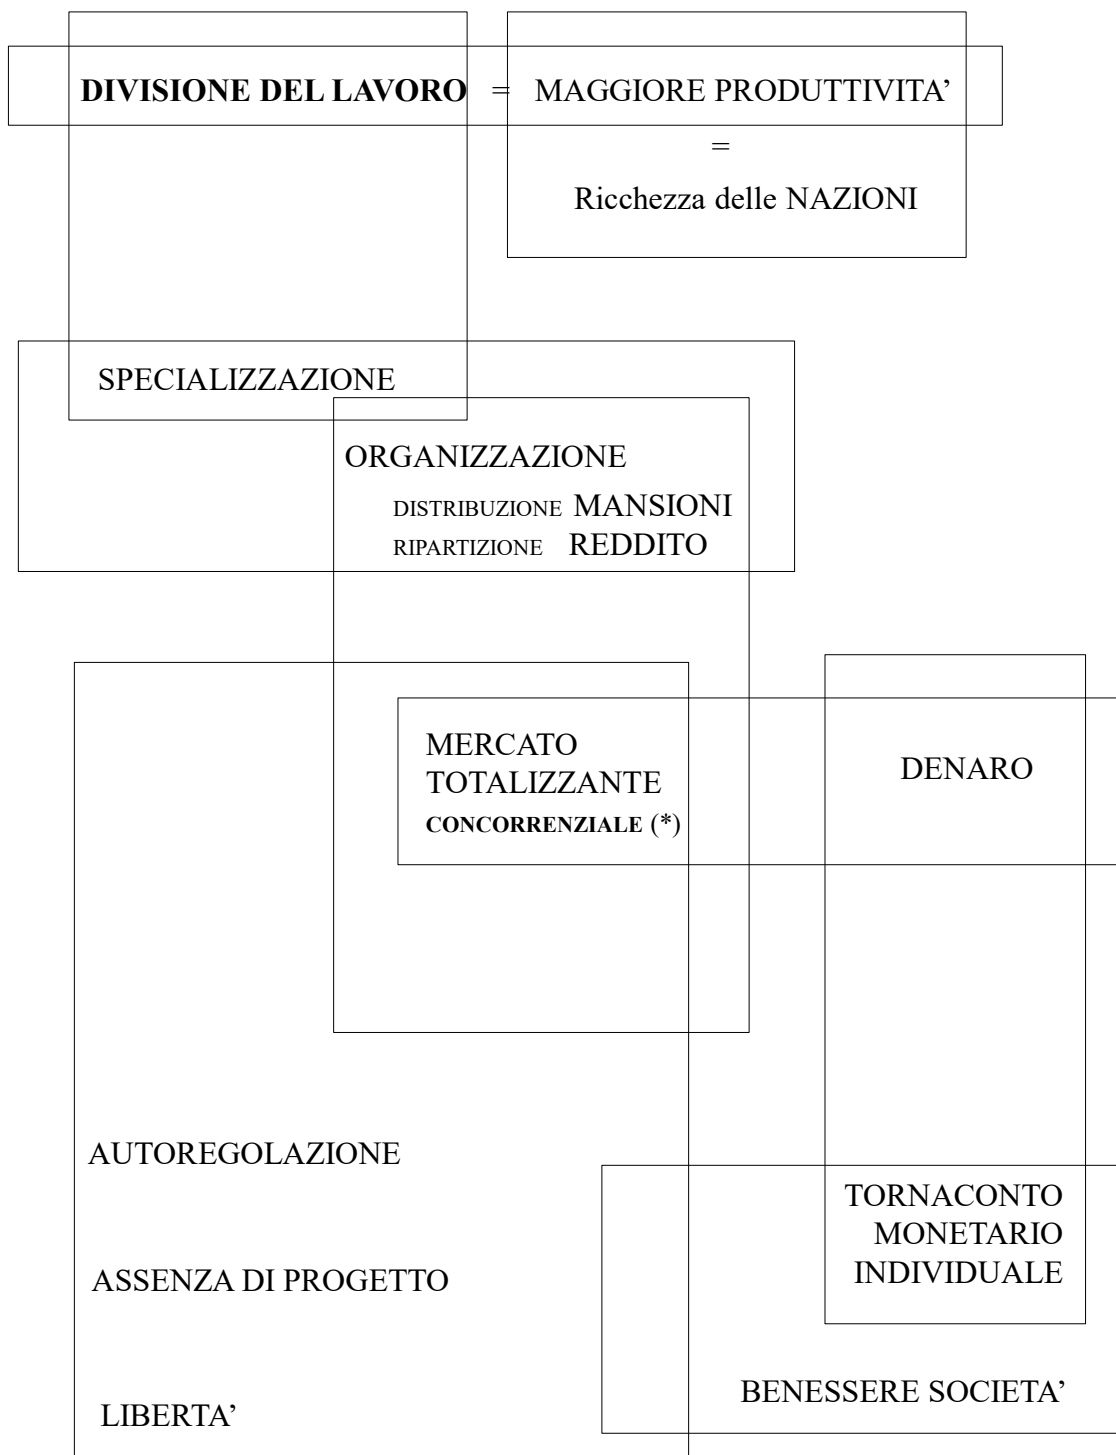 DIVISIONE DEL LAVORO = MAGGIORE PRODUTTIVITA’
=
Ricchezza delle NAZIONI
SPECIALIZZAZIONE
ORGANIZZAZIONE
DISTRIBUZIONE MANSIONI
RIPARTIZIONE REDDITO
MERCATO
TOTALIZZANTE
CONCORRENZIALE (*)
DENARO
AUTOREGOLAZIONE
TORNACONTO
MONETARIO
INDIVIDUALE
ASSENZA DI PROGETTO
BENESSERE SOCIETA’
LIBERTA’